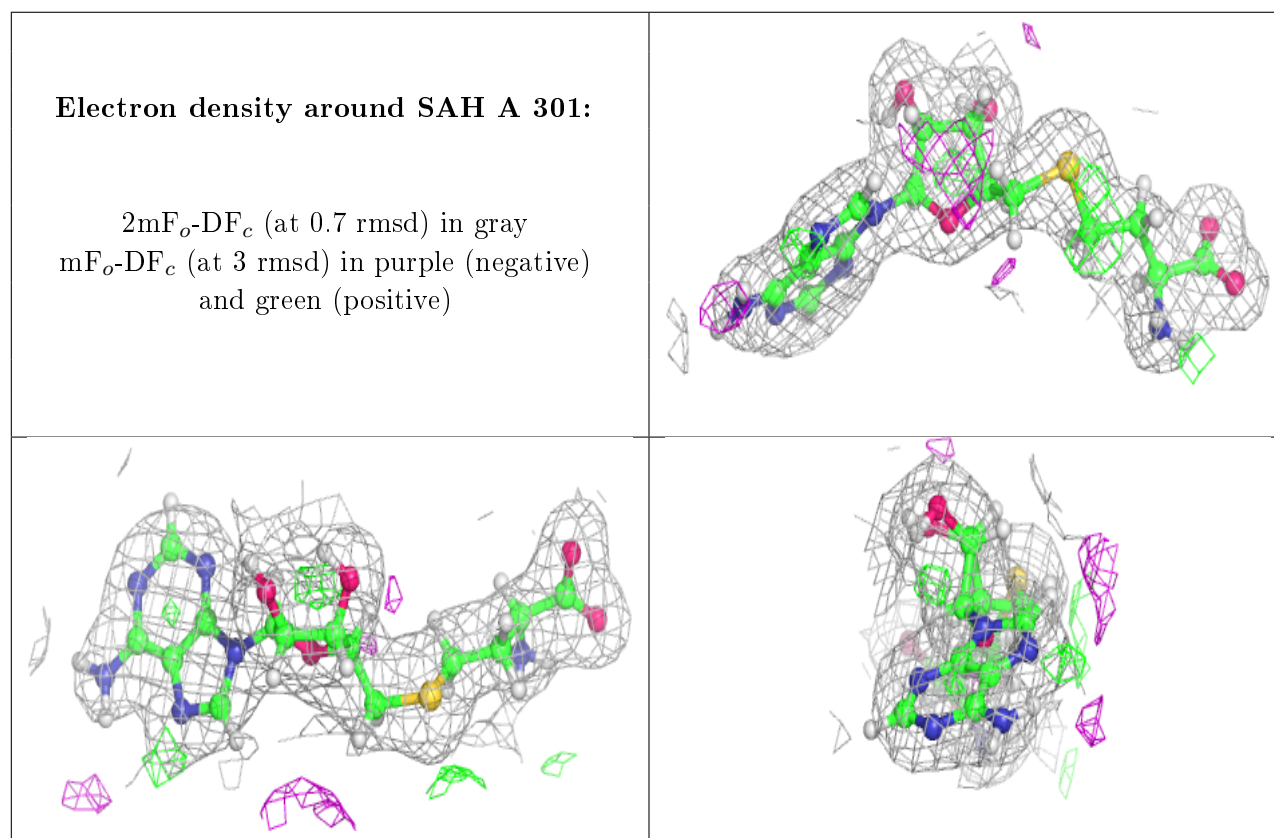 Electron density around SAH A 301:
2mFₒ-DF𝒸 (at 0.7 rmsd) in gray
mFₒ-DF𝒸 (at 3 rmsd) in purple (negative)
and green (positive)